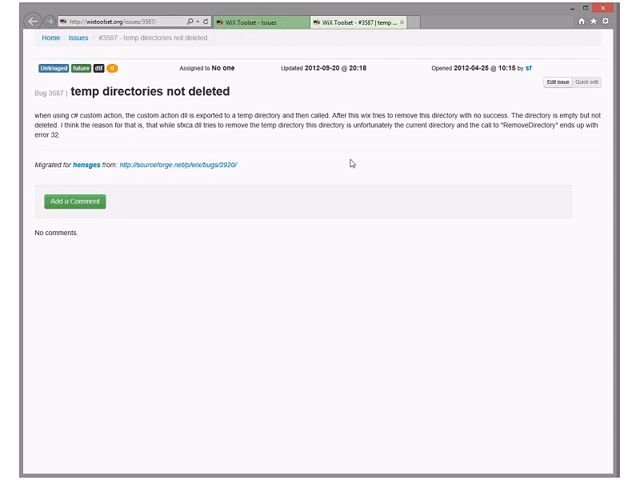 http://wixtoolset.org/issues/3587/
WiX Toolset - Issues
WiX Toolset - #3587 | temp ...
Home / Issues / #3587 - temp directories not deleted
Untriaged future dtf 0
Assigned to No one
Updated 2012-09-20 @ 20:18
Opened 2012-04-25 @ 10:15 by sf
Edit issue Quick edit
Bug 3587 | temp directories not deleted
when using c# custom action, the custom action dll is exported to a temp directory and then called. After this wix tries to remove this directory with no success. The directory is empty but not
deleted. I think the reason for that is, that while sfxca.dll tries to remove the temp directory this directory is unfortunately the current directory and the call to "RemoveDirectory" ends up with
error 32.
Migrated for hensges from: http://sourceforge.net/p/wix/bugs/2920/
Add a Comment
No comments.